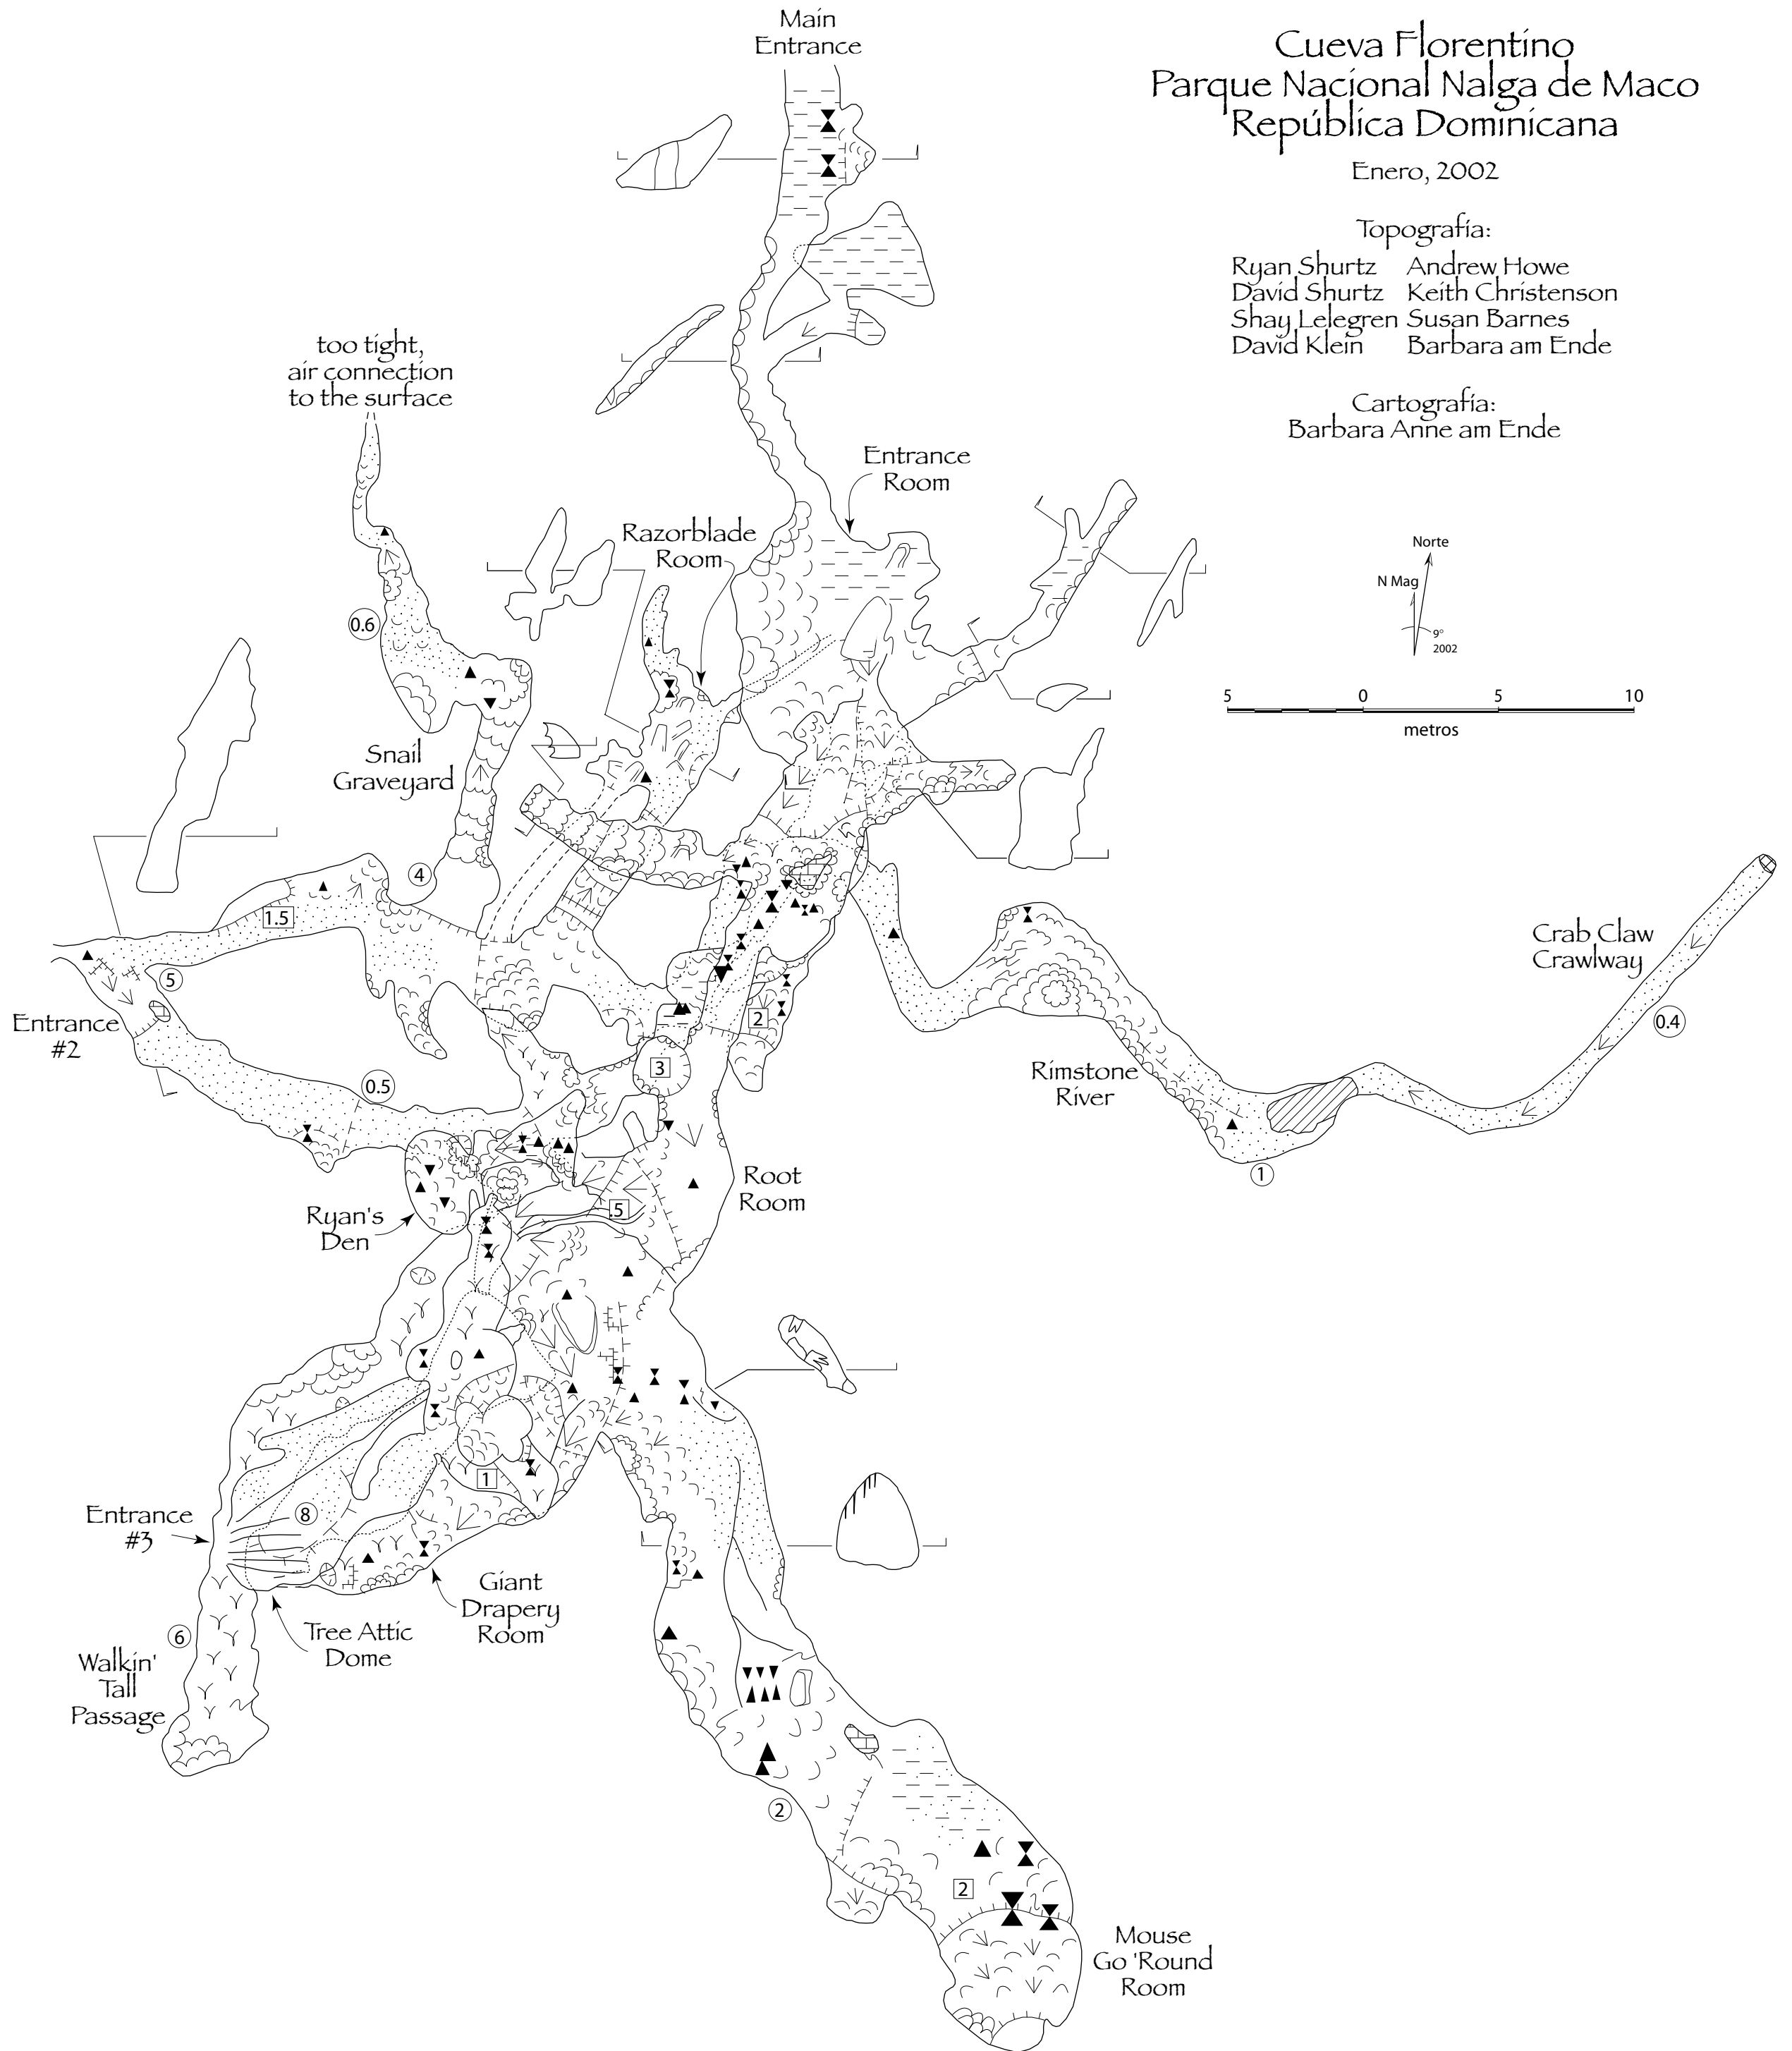 Main
Entrance
Cueva Florentino
Parque Nacional Nalga de Maco
República Dominicana
Enero, 2002
Topografía:
Ryan Shurtz Andrew Howe
David Shurtz Keith Christenson
Shay Lelegren Susan Barnes
David Klein Barbara am Ende
Cartografía:
Barbara Anne am Ende
too tight,
air connection
to the surface
Entrance
Room
Razorblade
Room
Norte
N Mag
9°
2002
5 0 5 10
metros
0.6
Snail
Graveyard
4
1.5
5
Entrance
#2
0.5
2
3
Crab Claw
Crawlway
0.4
Rimstone
River
1
Root
Room
.5
Ryan's
Den
1
8
Entrance
#3
Giant
Drapery
Room
Tree Attic
Dome
6
Walkin'
Tall
Passage
2
2
Mouse
Go 'Round
Room